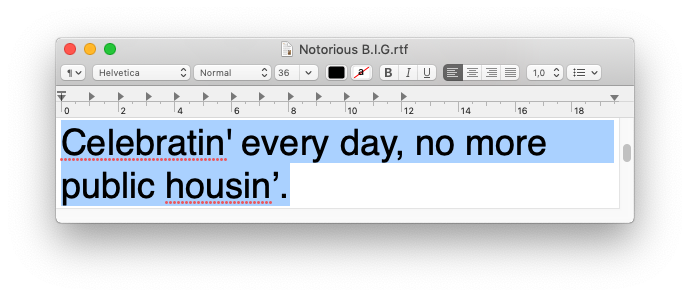 Notorious B.I.G.rtf
¶ Helvetica Normal 36 a B I U 1,0
0 2 4 6 8 10 12 14 16 18
Celebratin' every day, no more
public housin’.